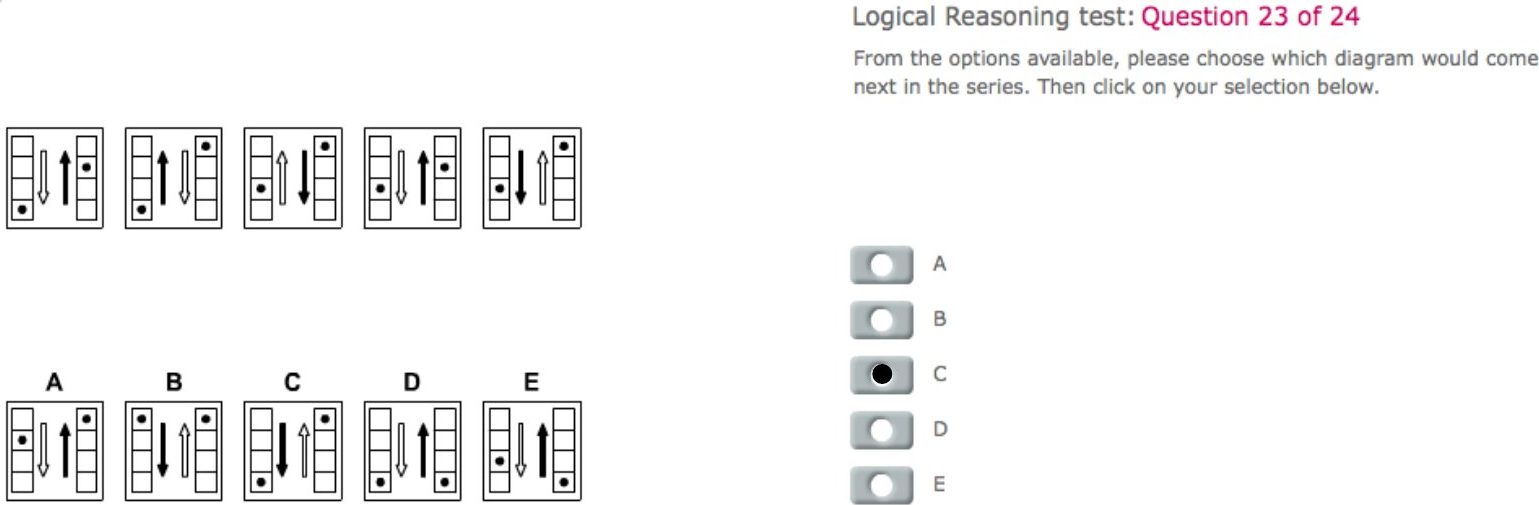 Logical Reasoning test: Question 23 of 24
From the options available, please choose which diagram would come
next in the series. Then click on your selection below.
A
B
C
D
E
A B C D E